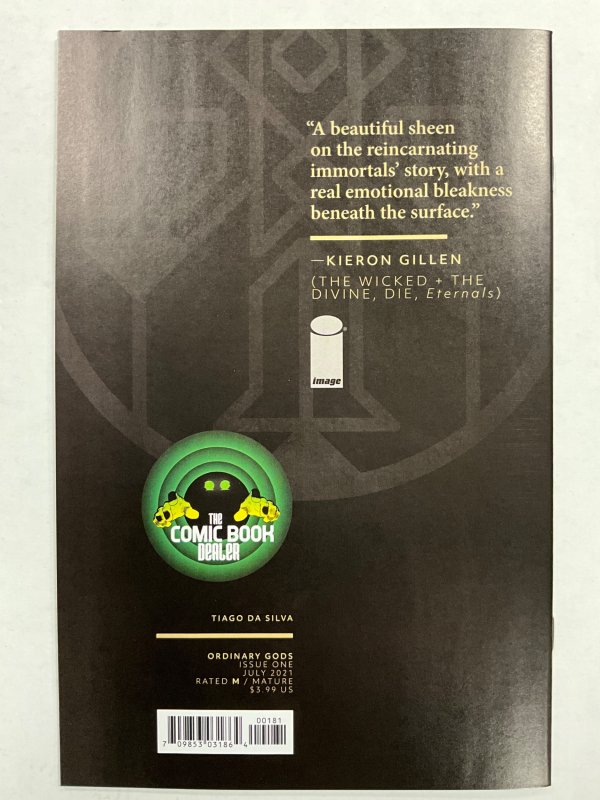 “A beautiful sheen
on the reincarnating
immortals’ story, with a
real emotional bleakness
beneath the surface.”
—KIERON GILLEN
(THE WICKED + THE
DIVINE, DIE, Eternals)
image
THE
COMIC BOOK
DEALER
TIAGO DA SILVA
ORDINARY GODS
ISSUE ONE
JULY 2021
RATED M / MATURE
$3.99 US
00181
7 09853 03186 4